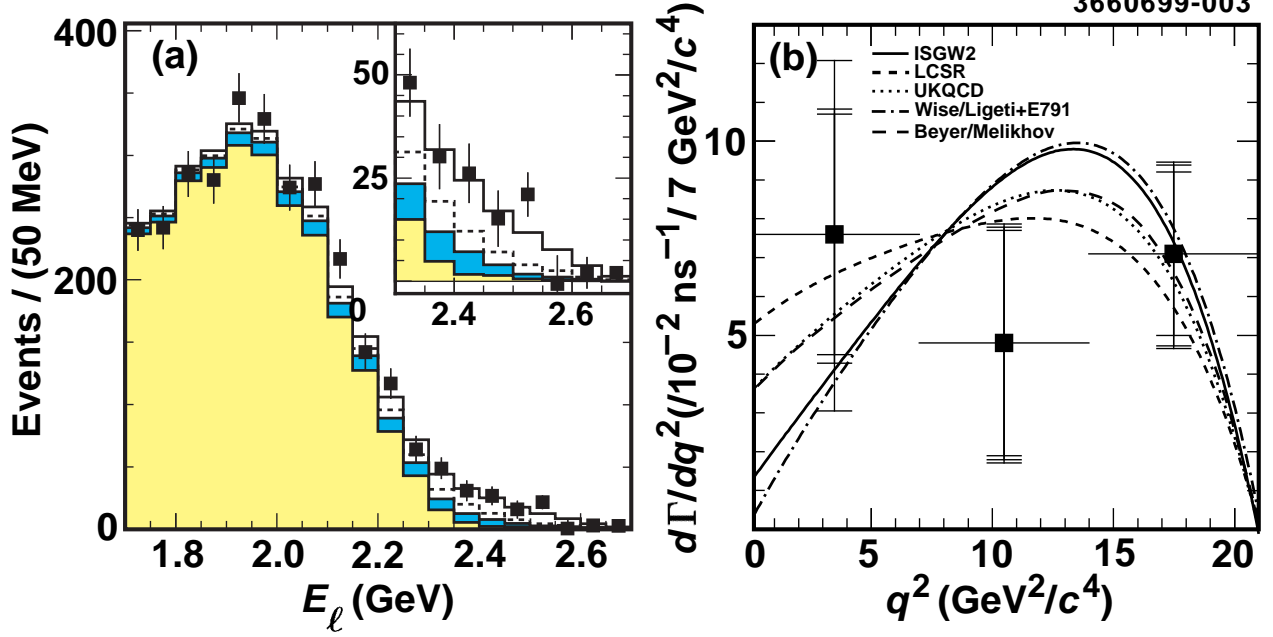 3660699-003
(a)
400
200
0
Events / (50 MeV)
50
25
0
2.4
2.6
1.8
2.0
2.2
2.4
2.6
Eℓ (GeV)
(b)
ISGW2
LCSR
UKQCD
Wise/Ligeti+E791
Beyer/Melikhov
10
5
dΓ/dq²(/10⁻² ns⁻¹/ 7 GeV²/c⁴)
0
5
10
15
20
q² (GeV²/c⁴)